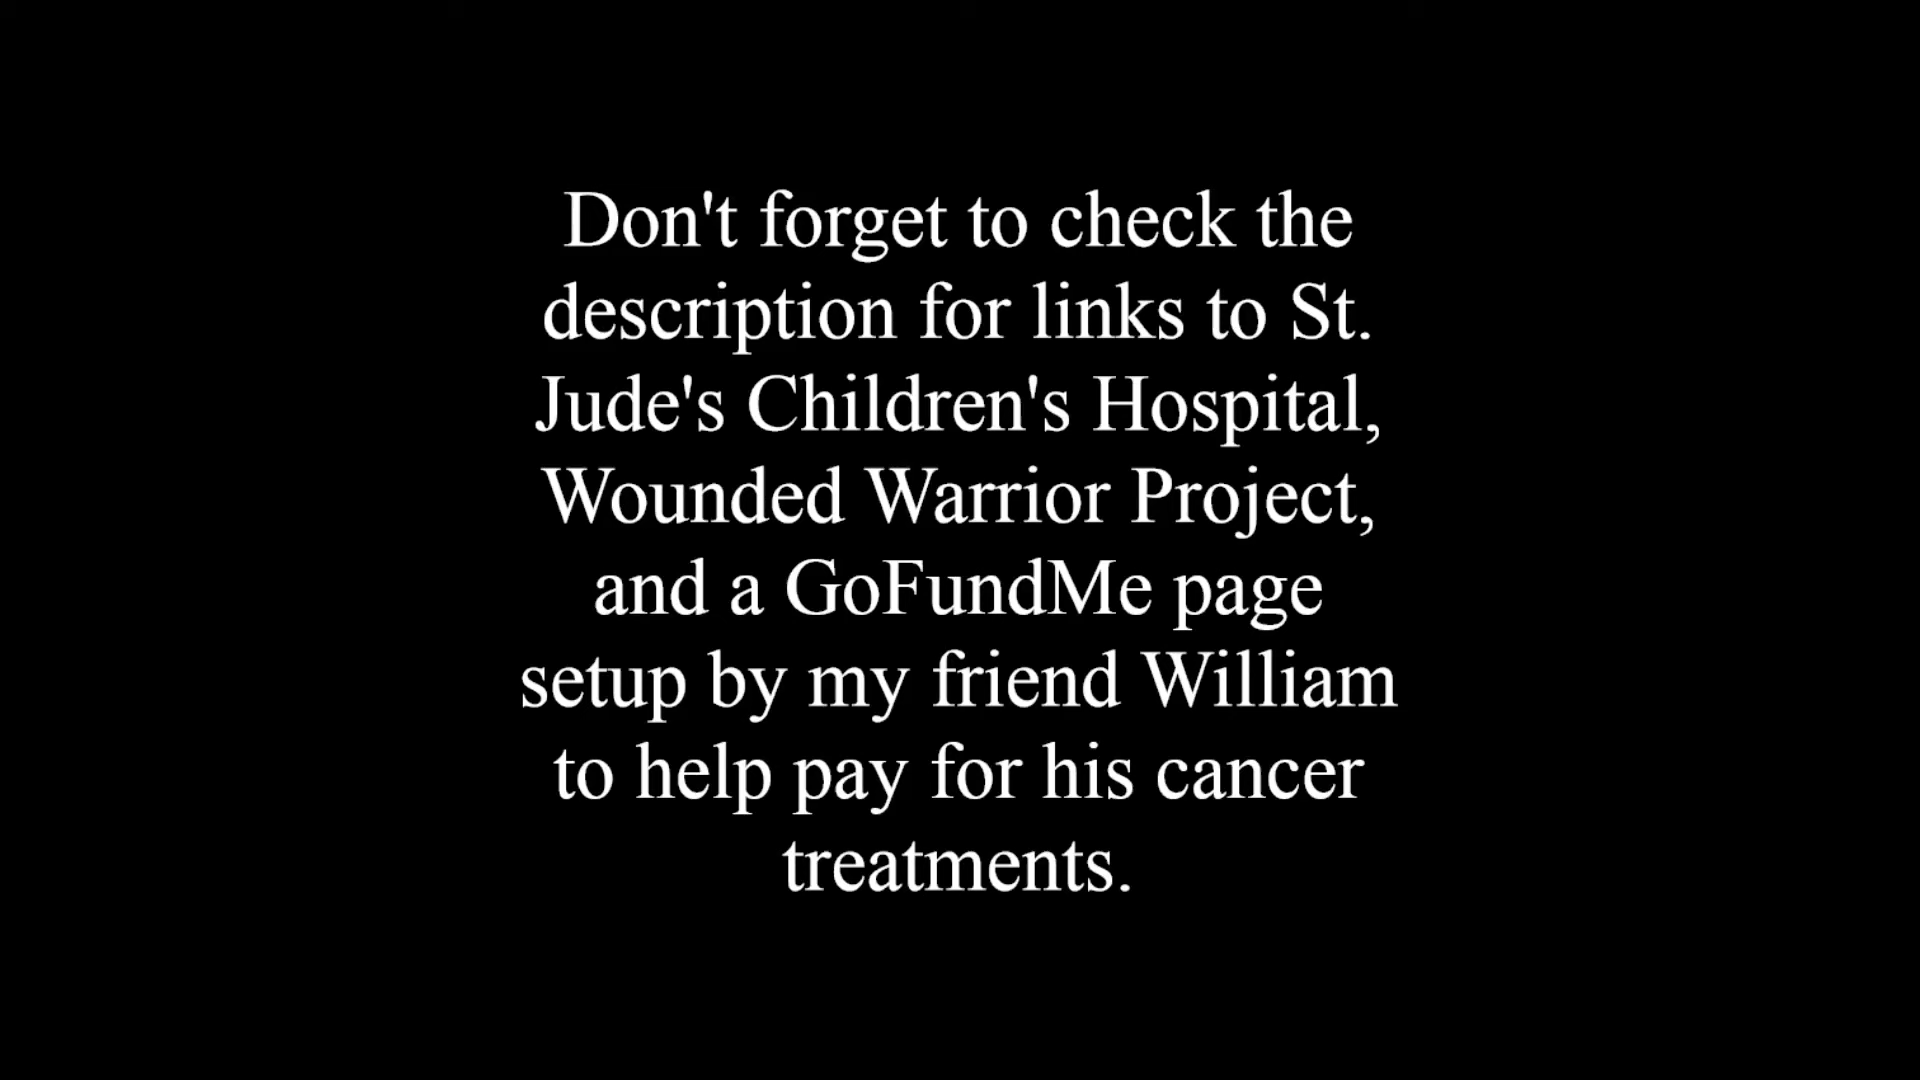 Don't forget to check the
description for links to St.
Jude's Children's Hospital,
Wounded Warrior Project,
and a GoFundMe page
setup by my friend William
to help pay for his cancer
treatments.